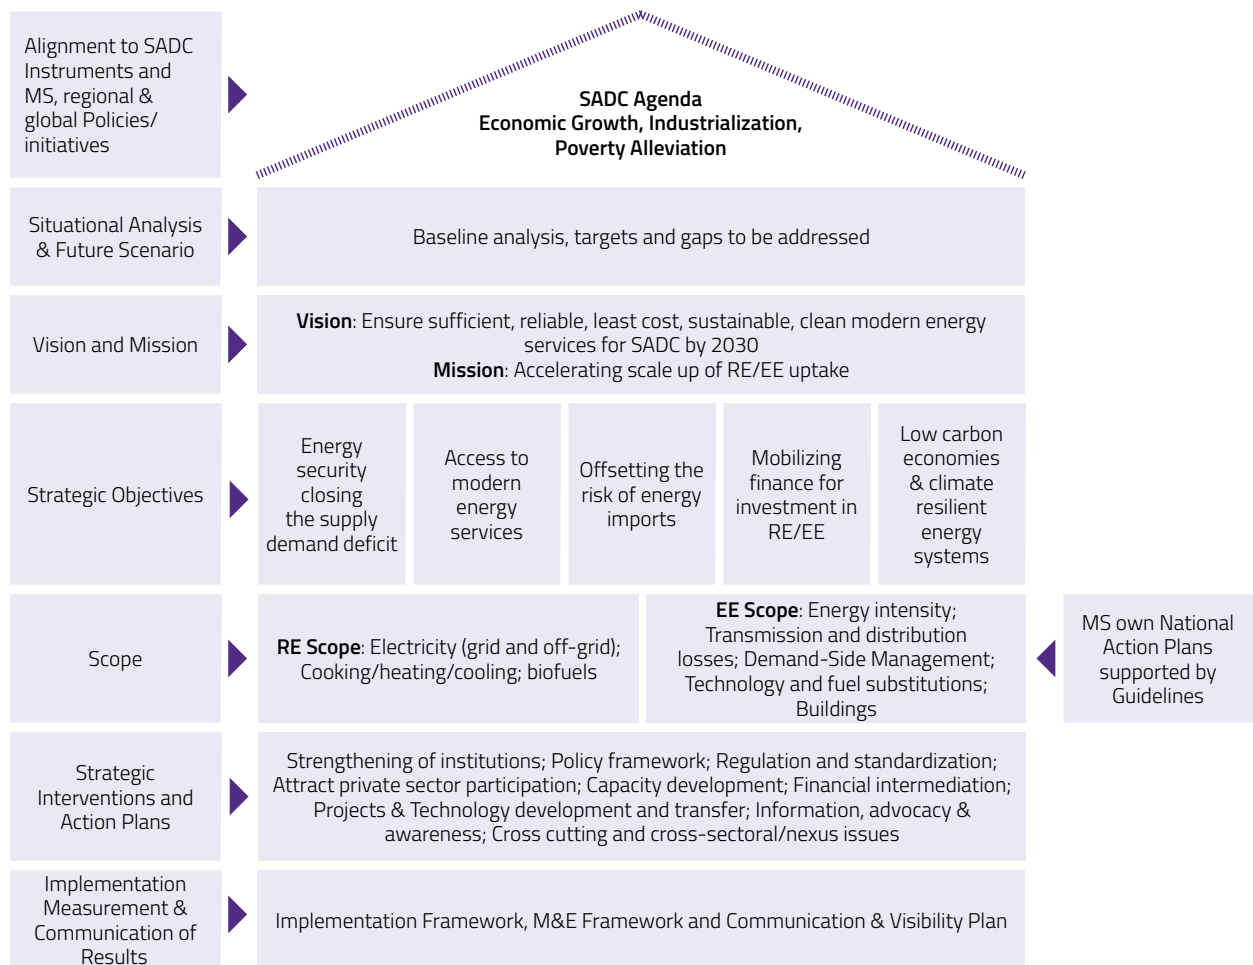 Alignment to SADC
Instruments and
MS, regional &
global Policies/
initiatives
SADC Agenda
Economic Growth, Industrialization,
Poverty Alleviation
Situational Analysis
& Future Scenario
Baseline analysis, targets and gaps to be addressed
Vision and Mission
Vision: Ensure sufficient, reliable, least cost, sustainable, clean modern energy
services for SADC by 2030
Mission: Accelerating scale up of RE/EE uptake
Strategic Objectives
Energy
security
closing
the supply
demand deficit
Access to
modern
energy
services
Offsetting the
risk of energy
imports
Mobilizing
finance for
investment in
RE/EE
Low carbon
economies
& climate
resilient
energy
systems
Scope
RE Scope: Electricity (grid and off-grid);
Cooking/heating/cooling; biofuels
EE Scope: Energy intensity;
Transmission and distribution
losses; Demand-Side Management;
Technology and fuel substitutions;
Buildings
MS own National
Action Plans
supported by
Guidelines
Strategic
Interventions and
Action Plans
Strengthening of institutions; Policy framework; Regulation and standardization;
Attract private sector participation; Capacity development; Financial intermediation;
Projects & Technology development and transfer; Information, advocacy &
awareness; Cross cutting and cross-sectoral/nexus issues
Implementation
Measurement &
Communication of
Results
Implementation Framework, M&E Framework and Communication & Visibility Plan